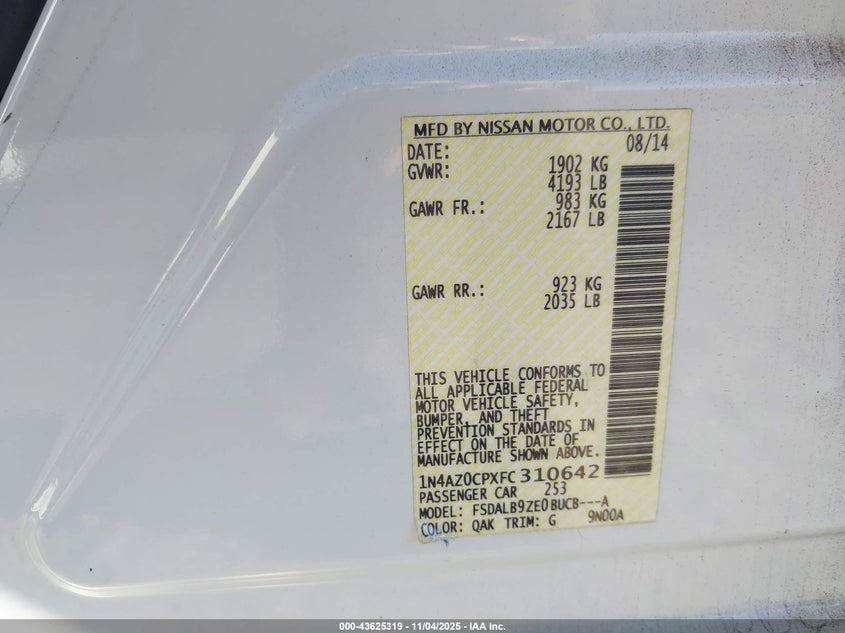 MFD BY NISSAN MOTOR CO., LTD.
DATE: 08/14
GVWR: 1902 KG
4193 LB
GAWR FR.: 983 KG
2167 LB
GAWR RR.: 923 KG
2035 LB
THIS VEHICLE CONFORMS TO
ALL APPLICABLE FEDERAL
MOTOR VEHICLE SAFETY,
BUMPER, AND THEFT
PREVENTION STANDARDS IN
EFFECT ON THE DATE OF
MANUFACTURE SHOWN ABOVE.
1N4AZ0CPXFC310642
PASSENGER CAR 253
MODEL: FSDALB9ZE0BUCB---A
COLOR: QAK TRIM: G 9N00A
000-43625319 - 11/04/2025 - IAA Inc.